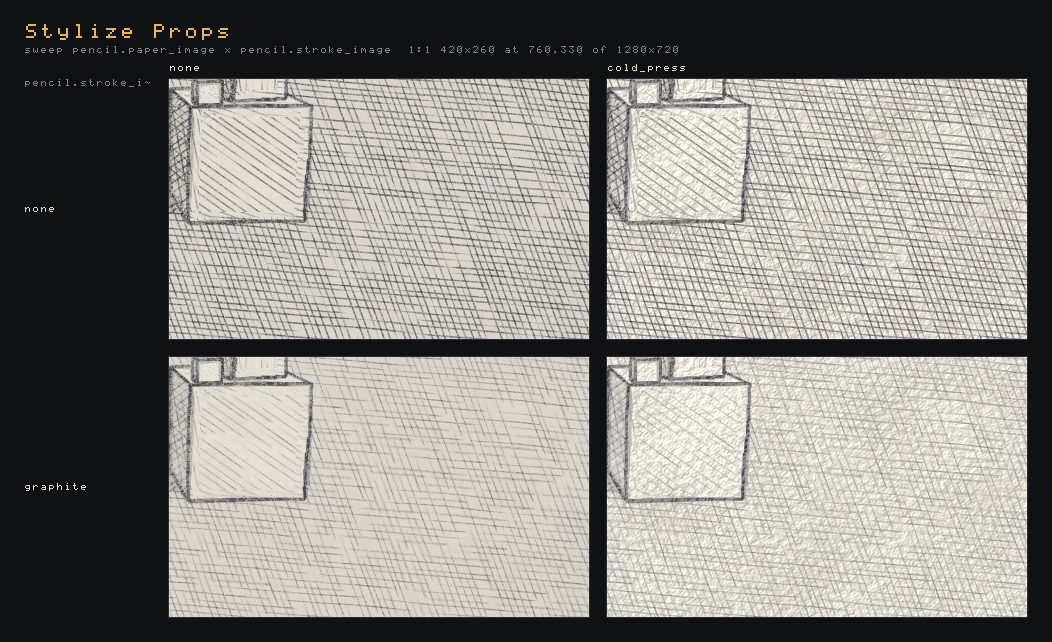 Stylize Props
sweep pencil.paper_image x pencil.stroke_image  1:1 420x260 at 760,330 of 1280x720
none
cold_press
pencil.stroke_i~
none
graphite